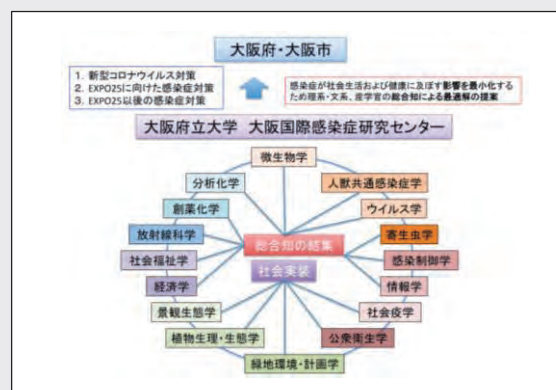 大阪府・大阪市
1. 新型コロナウイルス対策
2. EXPO25に向けた感染症対策
3. EXPO25以後の感染症対策
感染症が社会生活および健康に及ぼす影響を最小化する
ため理系・文系、産学官の総合知による最適解の提案
大阪府立大学 大阪国際感染症研究センター
微生物学
分析化学
人獣共通感染症学
創薬化学
ウイルス学
放射線科学
寄生虫学
総合知の結集
社会福祉学
感染制御学
社会実装
経済学
情報学
景観生態学
社会疫学
植物生理・生態学
公衆衛生学
緑地環境・計画学